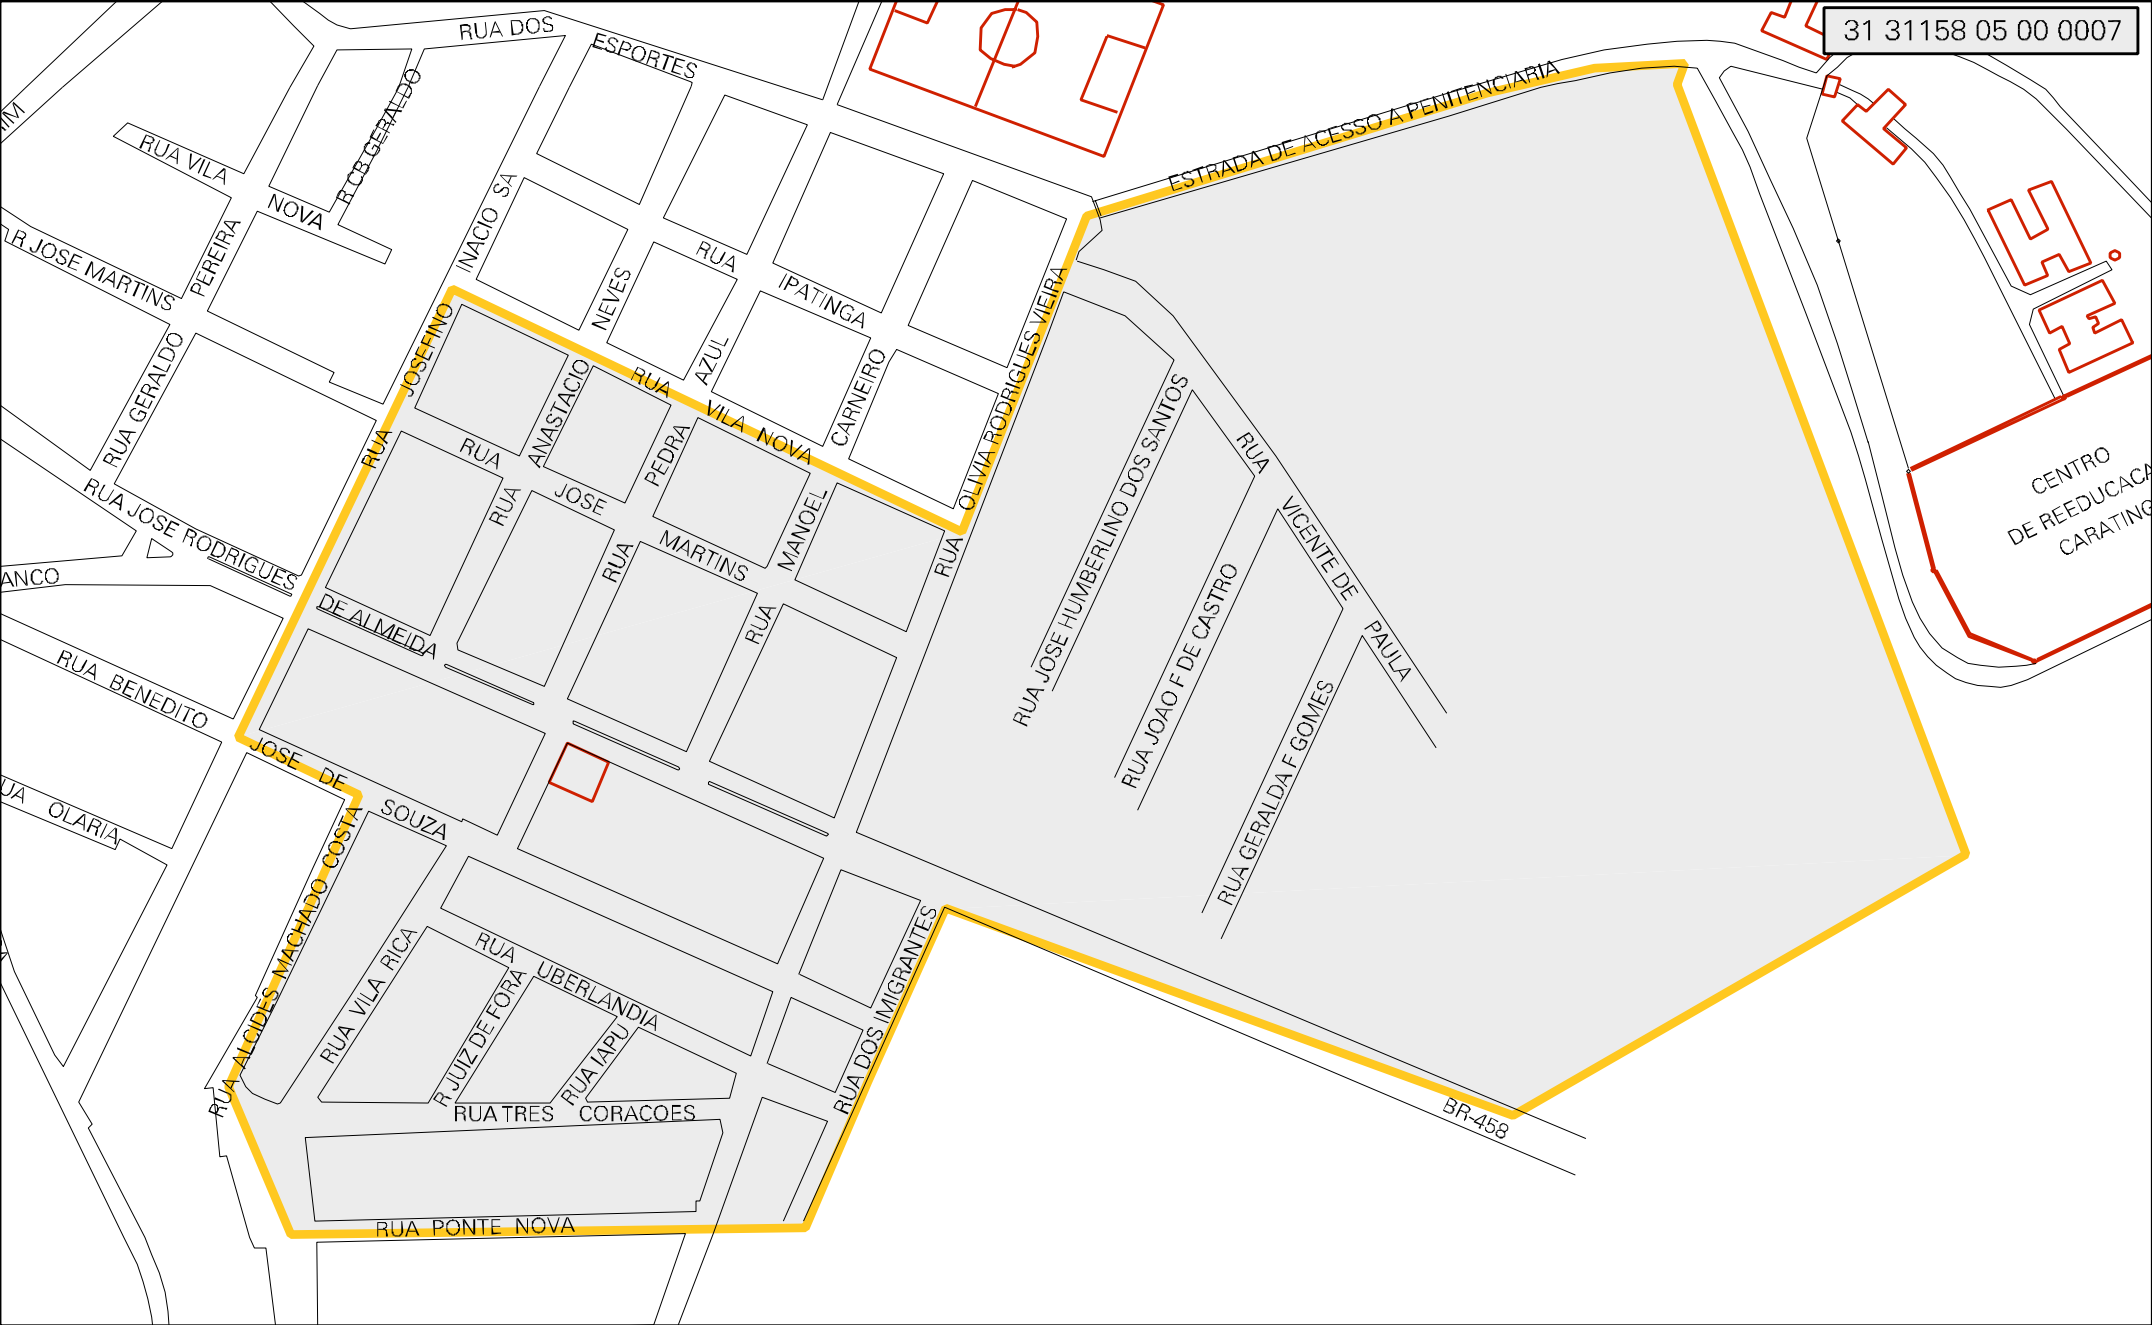 31 31158 05 00 0007
RUA DOS
ESPORTES
RUA VILA
NOVA
R CB GERALDO
R JOSE MARTINS
PEREIRA
RUA GERALDO
INACIO SA
JOSEFINO
RUA
NEVES
ANASTACIO
RUA
RUA
IPATINGA
AZUL
PEDRA
RUA
CARNEIRO
MANOEL
RUA
OLIVIA RODRIGUES VIEIRA
RUA
ESTRADA DE ACESSO A PENITENCIARIA
RUA
VILA NOVA
RUA
JOSE
MARTINS
RUA JOSE RODRIGUES
DE ALMEIDA
ANCO
RUA BENEDITO
JOSE DE
SOUZA
UA OLARIA
RUA JOSE HUMBERLINO DOS SANTOS
RUA JOAO F DE CASTRO
RUA GERALDA F GOMES
RUA
VICENTE DE
PAULA
CENTRO
DE REEDUCACA
CARATING
RUA ALCIDES MACHADO COSTA
RUA VILA RICA
R JUIZ DE FORA
RUA IAPU
RUA
UBERLANDIA
RUA TRES CORACOES
RUA DOS IMIGRANTES
RUA PONTE NOVA
BR-458